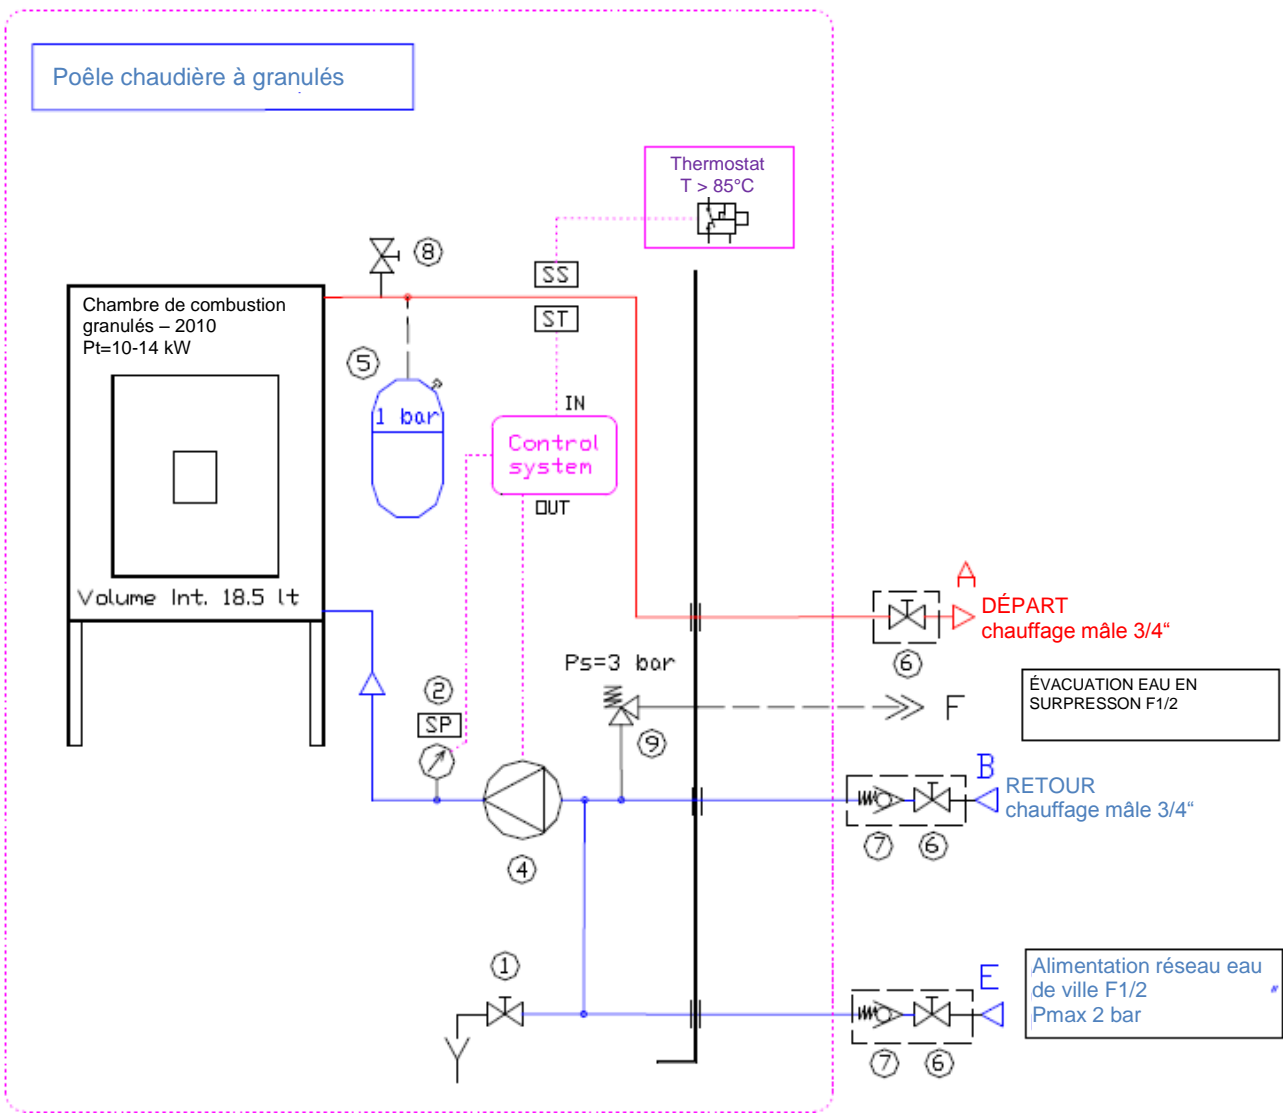 Poêle chaudière à granulés
Thermostat
T > 85°C
8
SS
ST
Chambre de combustion
granulés – 2010
Pt=10-14 kW
5
1 bar
IN
Control
system
OUT
Volume Int. 18.5 lt
A
DÉPART
chauffage mâle 3/4“
6
Ps=3 bar
2
SP
9
F
ÉVACUATION EAU EN
SURPRESSON F1/2
B
RETOUR
chauffage mâle 3/4“
7
6
4
1
E
Alimentation réseau eau
de ville F1/2 "
Pmax 2 bar
7
6